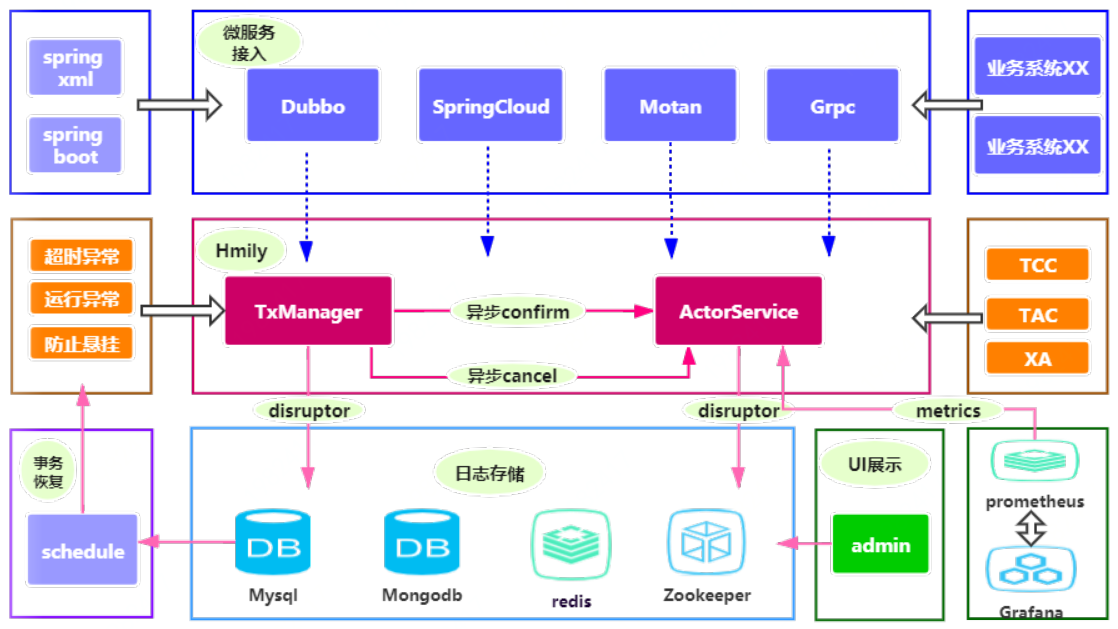 spring
xml
spring
boot
微服务
接入
Dubbo
SpringCloud
Motan
Grpc
业务系统XX
业务系统XX
超时异常
运行异常
防止悬挂
Hmily
TxManager
异步confirm
异步cancel
ActorService
TCC
TAC
XA
disruptor
disruptor
metrics
事务
恢复
schedule
日志存储
DB
Mysql
DB
Mongodb
redis
Zookeeper
UI展示
admin
prometheus
Grafana